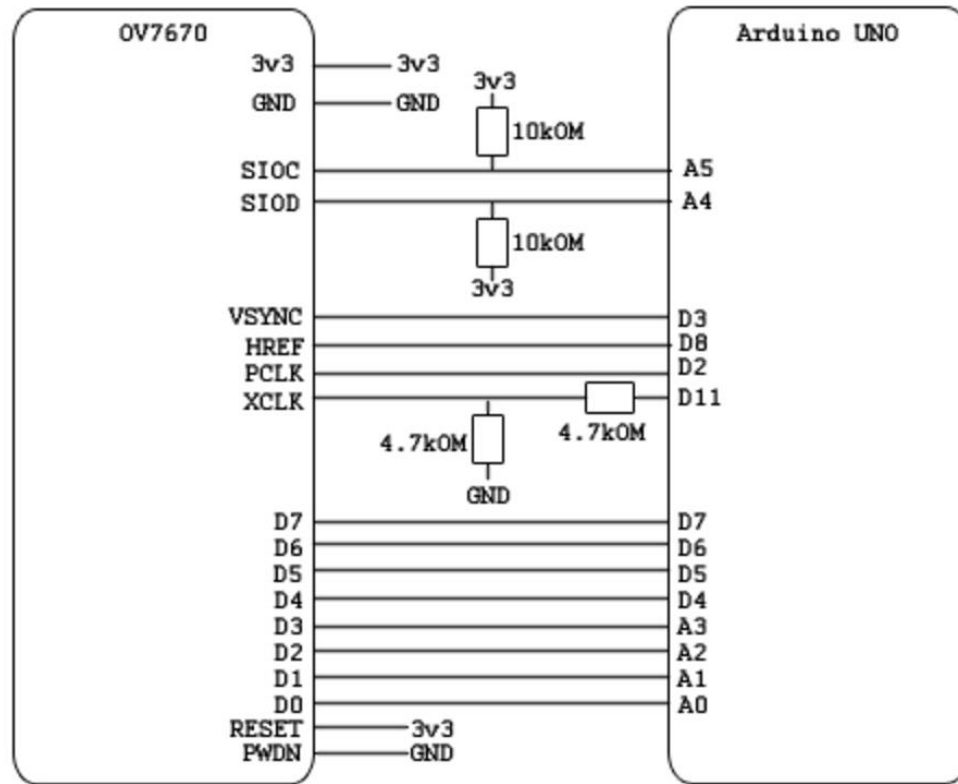 OV7670
Arduino UNO
3v3
3v3
GND
GND
3v3
10kOM
SIOC
A5
SIOD
A4
10kOM
3v3
VSYNC
D3
HREF
D8
PCLK
D2
XCLK
D11
4.7kOM
4.7kOM
GND
D7
D7
D6
D6
D5
D5
D4
D4
D3
A3
D2
A2
D1
A1
D0
A0
RESET
3v3
PWDN
GND